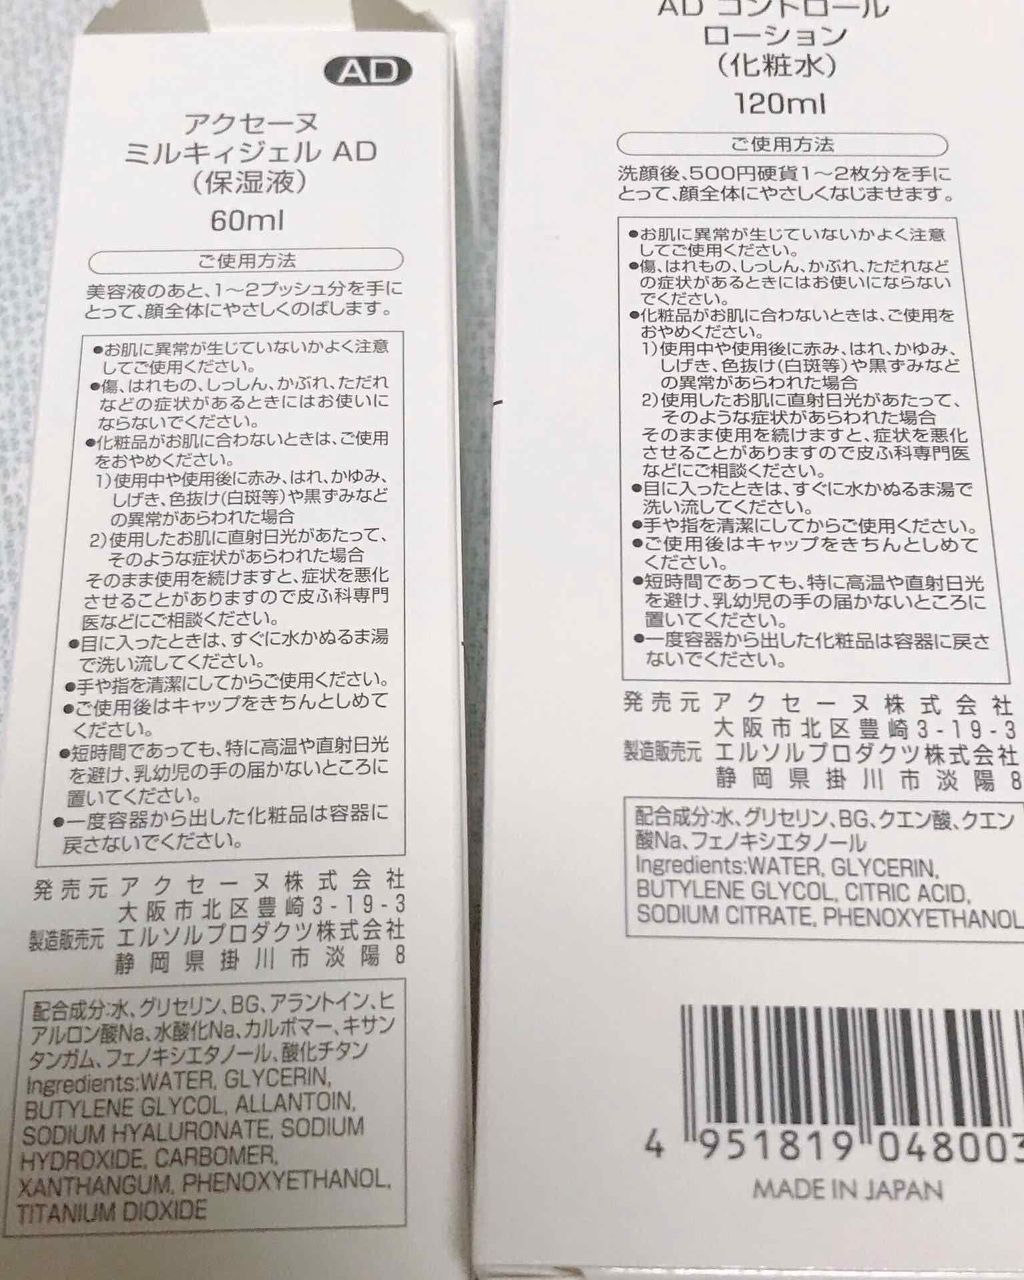 AD
アクセーヌ
ミルキィジェル AD
（保湿液）
60ml
ご使用方法
美容液のあと、1〜2プッシュ分を手に
とって、顔全体にやさしくのばします。
●お肌に異常が生じていないかよく注意
してご使用ください。
●傷、はれもの、しっしん、かぶれ、ただれ
などの症状があるときにはお使いに
ならないでください。
●化粧品がお肌に合わないときは、ご使用
をおやめください。
1)使用中や使用後に赤み、はれ、かゆみ、
しげき、色抜け(白斑等)や黒ずみなど
の異常があらわれた場合
2)使用したお肌に直射日光があたって、
そのような症状があらわれた場合
そのまま使用を続けますと、症状を悪化
させることがありますので皮ふ科専門
医などにご相談ください。
●目に入ったときは、すぐに水かぬるま湯
で洗い流してください。
●手や指を清潔にしてからご使用ください。
●ご使用後はキャップをきちんとしめて
ください。
●短時間であっても、特に高温や直射日光
を避け、乳幼児の手の届かないところに
置いてください。
●一度容器から出した化粧品は容器に
戻さないでください。
発売元 アクセーヌ株式会社
大阪市北区豊崎3-19-3
製造販売元 エルソルプロダクツ株式会社
静岡県掛川市淡陽8
配合成分:水、グリセリン、BG、アラントイン、ヒ
アルロン酸Na、水酸化Na、カルボマー、キサン
タンガム、フェノキシエタノール、酸化チタン
Ingredients:WATER, GLYCERIN,
BUTYLENE GLYCOL, ALLANTOIN,
SODIUM HYALURONATE, SODIUM
HYDROXIDE, CARBOMER,
XANTHANGUM, PHENOXYETHANOL,
TITANIUM DIOXIDE
AD コントロール
ローション
（化粧水）
120ml
ご使用方法
洗顔後、500円硬貨1〜2枚分を手に
とって、顔全体にやさしくなじませます。
●お肌に異常が生じていないかよく注意
してご使用ください。
●傷、はれもの、しっしん、かぶれ、ただれなど
の症状があるときにはお使いにならない
でください。
●化粧品がお肌に合わないときは、ご使用を
おやめください。
1)使用中や使用後に赤み、はれ、かゆみ、
しげき、色抜け(白斑等)や黒ずみなど
の異常があらわれた場合
2)使用したお肌に直射日光があたって、
そのような症状があらわれた場合
そのまま使用を続けますと、症状を悪化
させることがありますので皮ふ科専門医
などにご相談ください。
●目に入ったときは、すぐに水かぬるま湯で
洗い流してください。
●手や指を清潔にしてからご使用ください。
●ご使用後はキャップをきちんとしめて
ください。
●短時間であっても、特に高温や直射日光
を避け、乳幼児の手の届かないところに
置いてください。
●一度容器から出した化粧品は容器に戻さ
ないでください。
発売元 アクセーヌ株式会社
大阪市北区豊崎3-19-3
製造販売元 エルソルプロダクツ株式会社
静岡県掛川市淡陽8
配合成分:水、グリセリン、BG、クエン酸、クエン
酸Na、フェノキシエタノール
Ingredients:WATER, GLYCERIN,
BUTYLENE GLYCOL, CITRIC ACID,
SODIUM CITRATE, PHENOXYETHANOL
4 951819 048003
MADE IN JAPAN